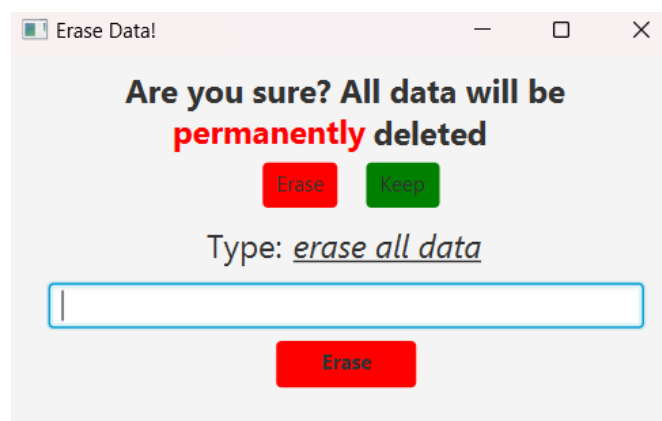 Erase Data!
Are you sure? All data will be
permanently deleted
Erase Keep
Type: erase all data
Erase